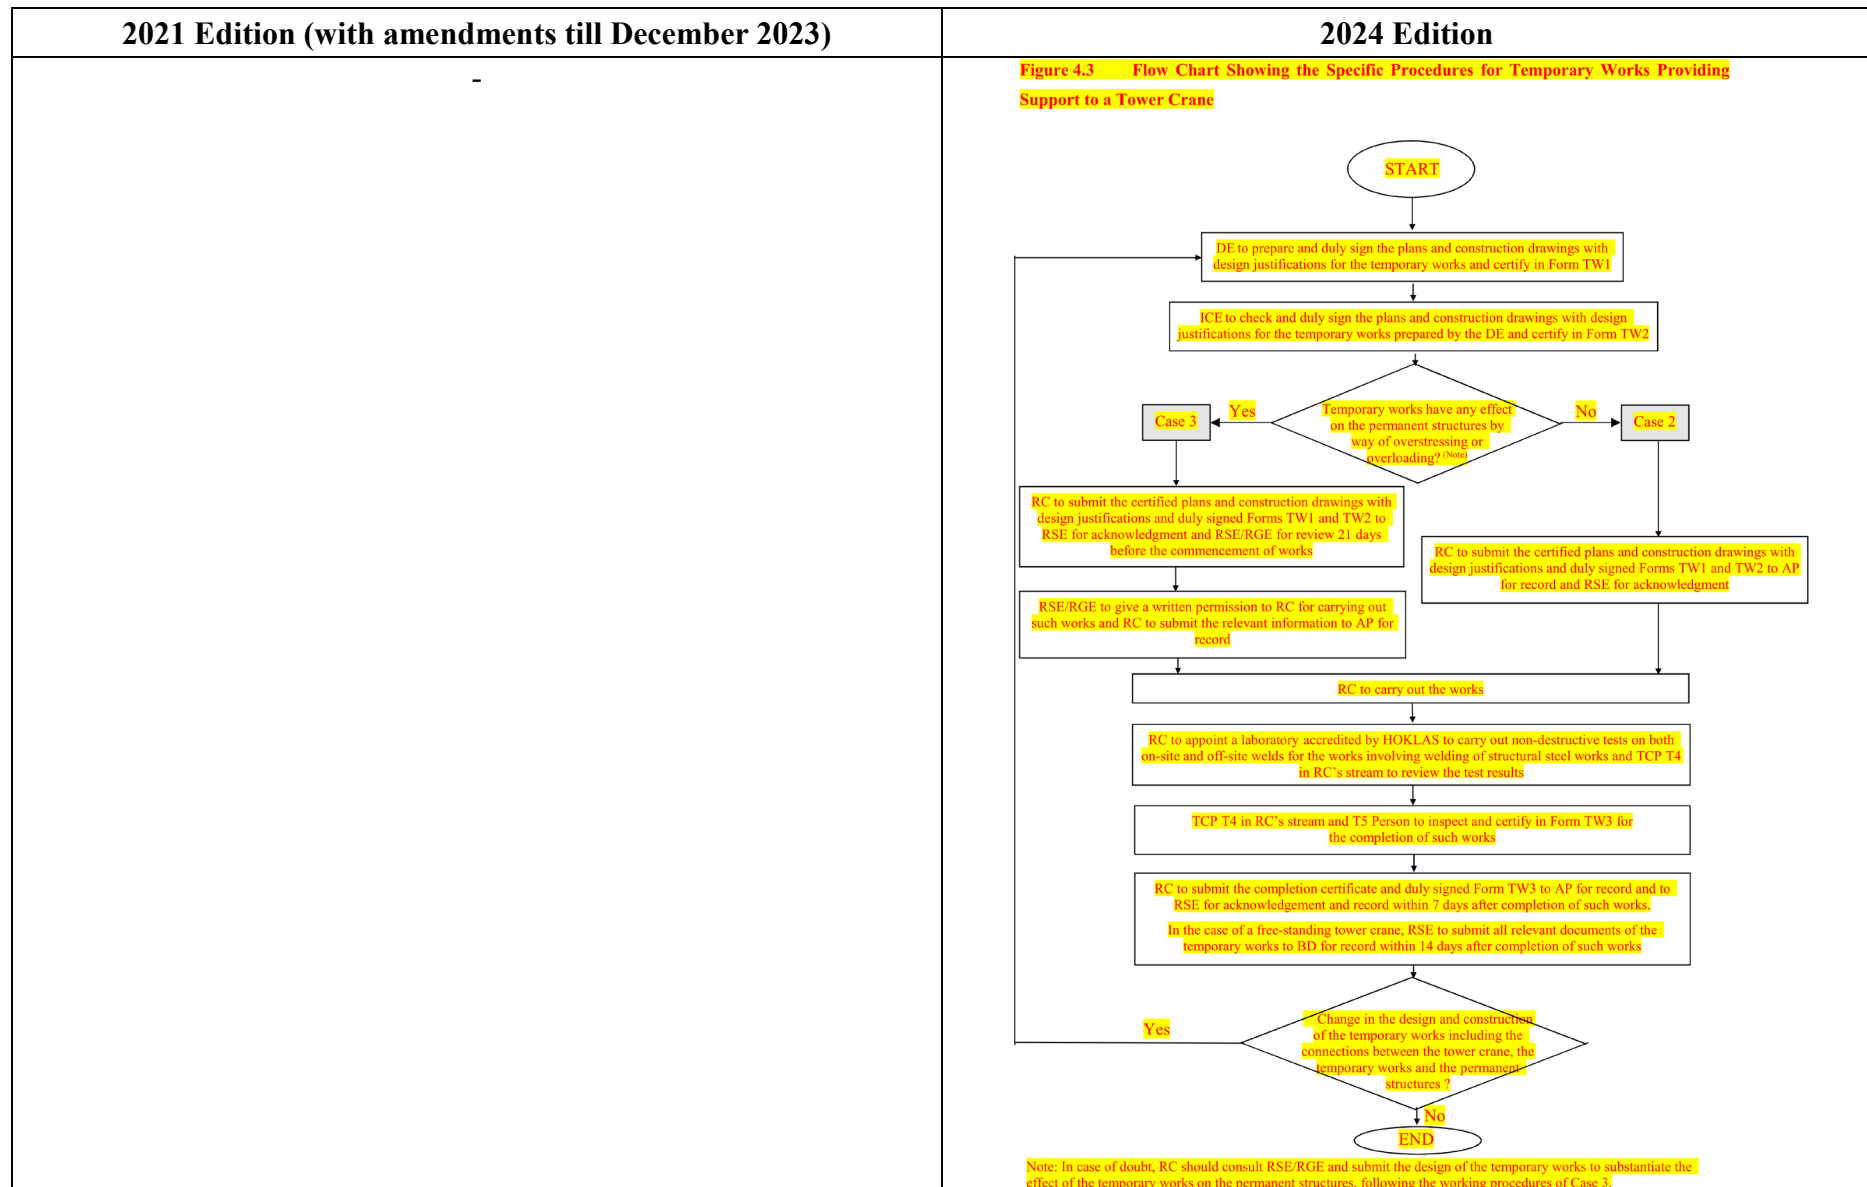 2021 Edition (with amendments till December 2023)
2024 Edition
-
Figure 4.3 Flow Chart Showing the Specific Procedures for Temporary Works Providing
Support to a Tower Crane
START
DE to prepare and duly sign the plans and construction drawings with
design justifications for the temporary works and certify in Form TW1
ICE to check and duly sign the plans and construction drawings with design
justifications for the temporary works prepared by the DE and certify in Form TW2
Case 3
Yes
Temporary works have any effect
on the permanent structures by
way of overstressing or
overloading? (Note)
No
Case 2
RC to submit the certified plans and construction drawings with
design justifications and duly signed Forms TW1 and TW2 to
RSE for acknowledgment and RSE/RGE for review 21 days
before the commencement of works
RC to submit the certified plans and construction drawings with
design justifications and duly signed Forms TW1 and TW2 to AP
for record and RSE for acknowledgment
RSE/RGE to give a written permission to RC for carrying out
such works and RC to submit the relevant information to AP for
record
RC to carry out the works
RC to appoint a laboratory accredited by HOKLAS to carry out non-destructive tests on both
on-site and off-site welds for the works involving welding of structural steel works and TCP T4
in RC's stream to review the test results
TCP T4 in RC's stream and T5 Person to inspect and certify in Form TW3 for
the completion of such works
RC to submit the completion certificate and duly signed Form TW3 to AP for record and to
RSE for acknowledgement and record within 7 days after completion of such works.
In the case of a free-standing tower crane, RSE to submit all relevant documents of the
temporary works to BD for record within 14 days after completion of such works
Yes
Change in the design and construction
of the temporary works including the
connections between the tower crane, the
temporary works and the permanent
structures ?
No
END
Note: In case of doubt, RC should consult RSE/RGE and submit the design of the temporary works to substantiate the
effect of the temporary works on the permanent structures, following the working procedures of Case 3.